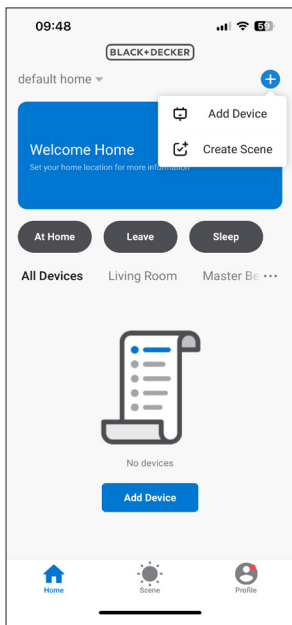 09:48
59
BLACK+DECKER
default home
Add Device
Create Scene
Welcome Home
Set your home location for more information
At Home Leave Sleep
All Devices Living Room Master Be ...
No devices
Add Device
Home Scene Profile